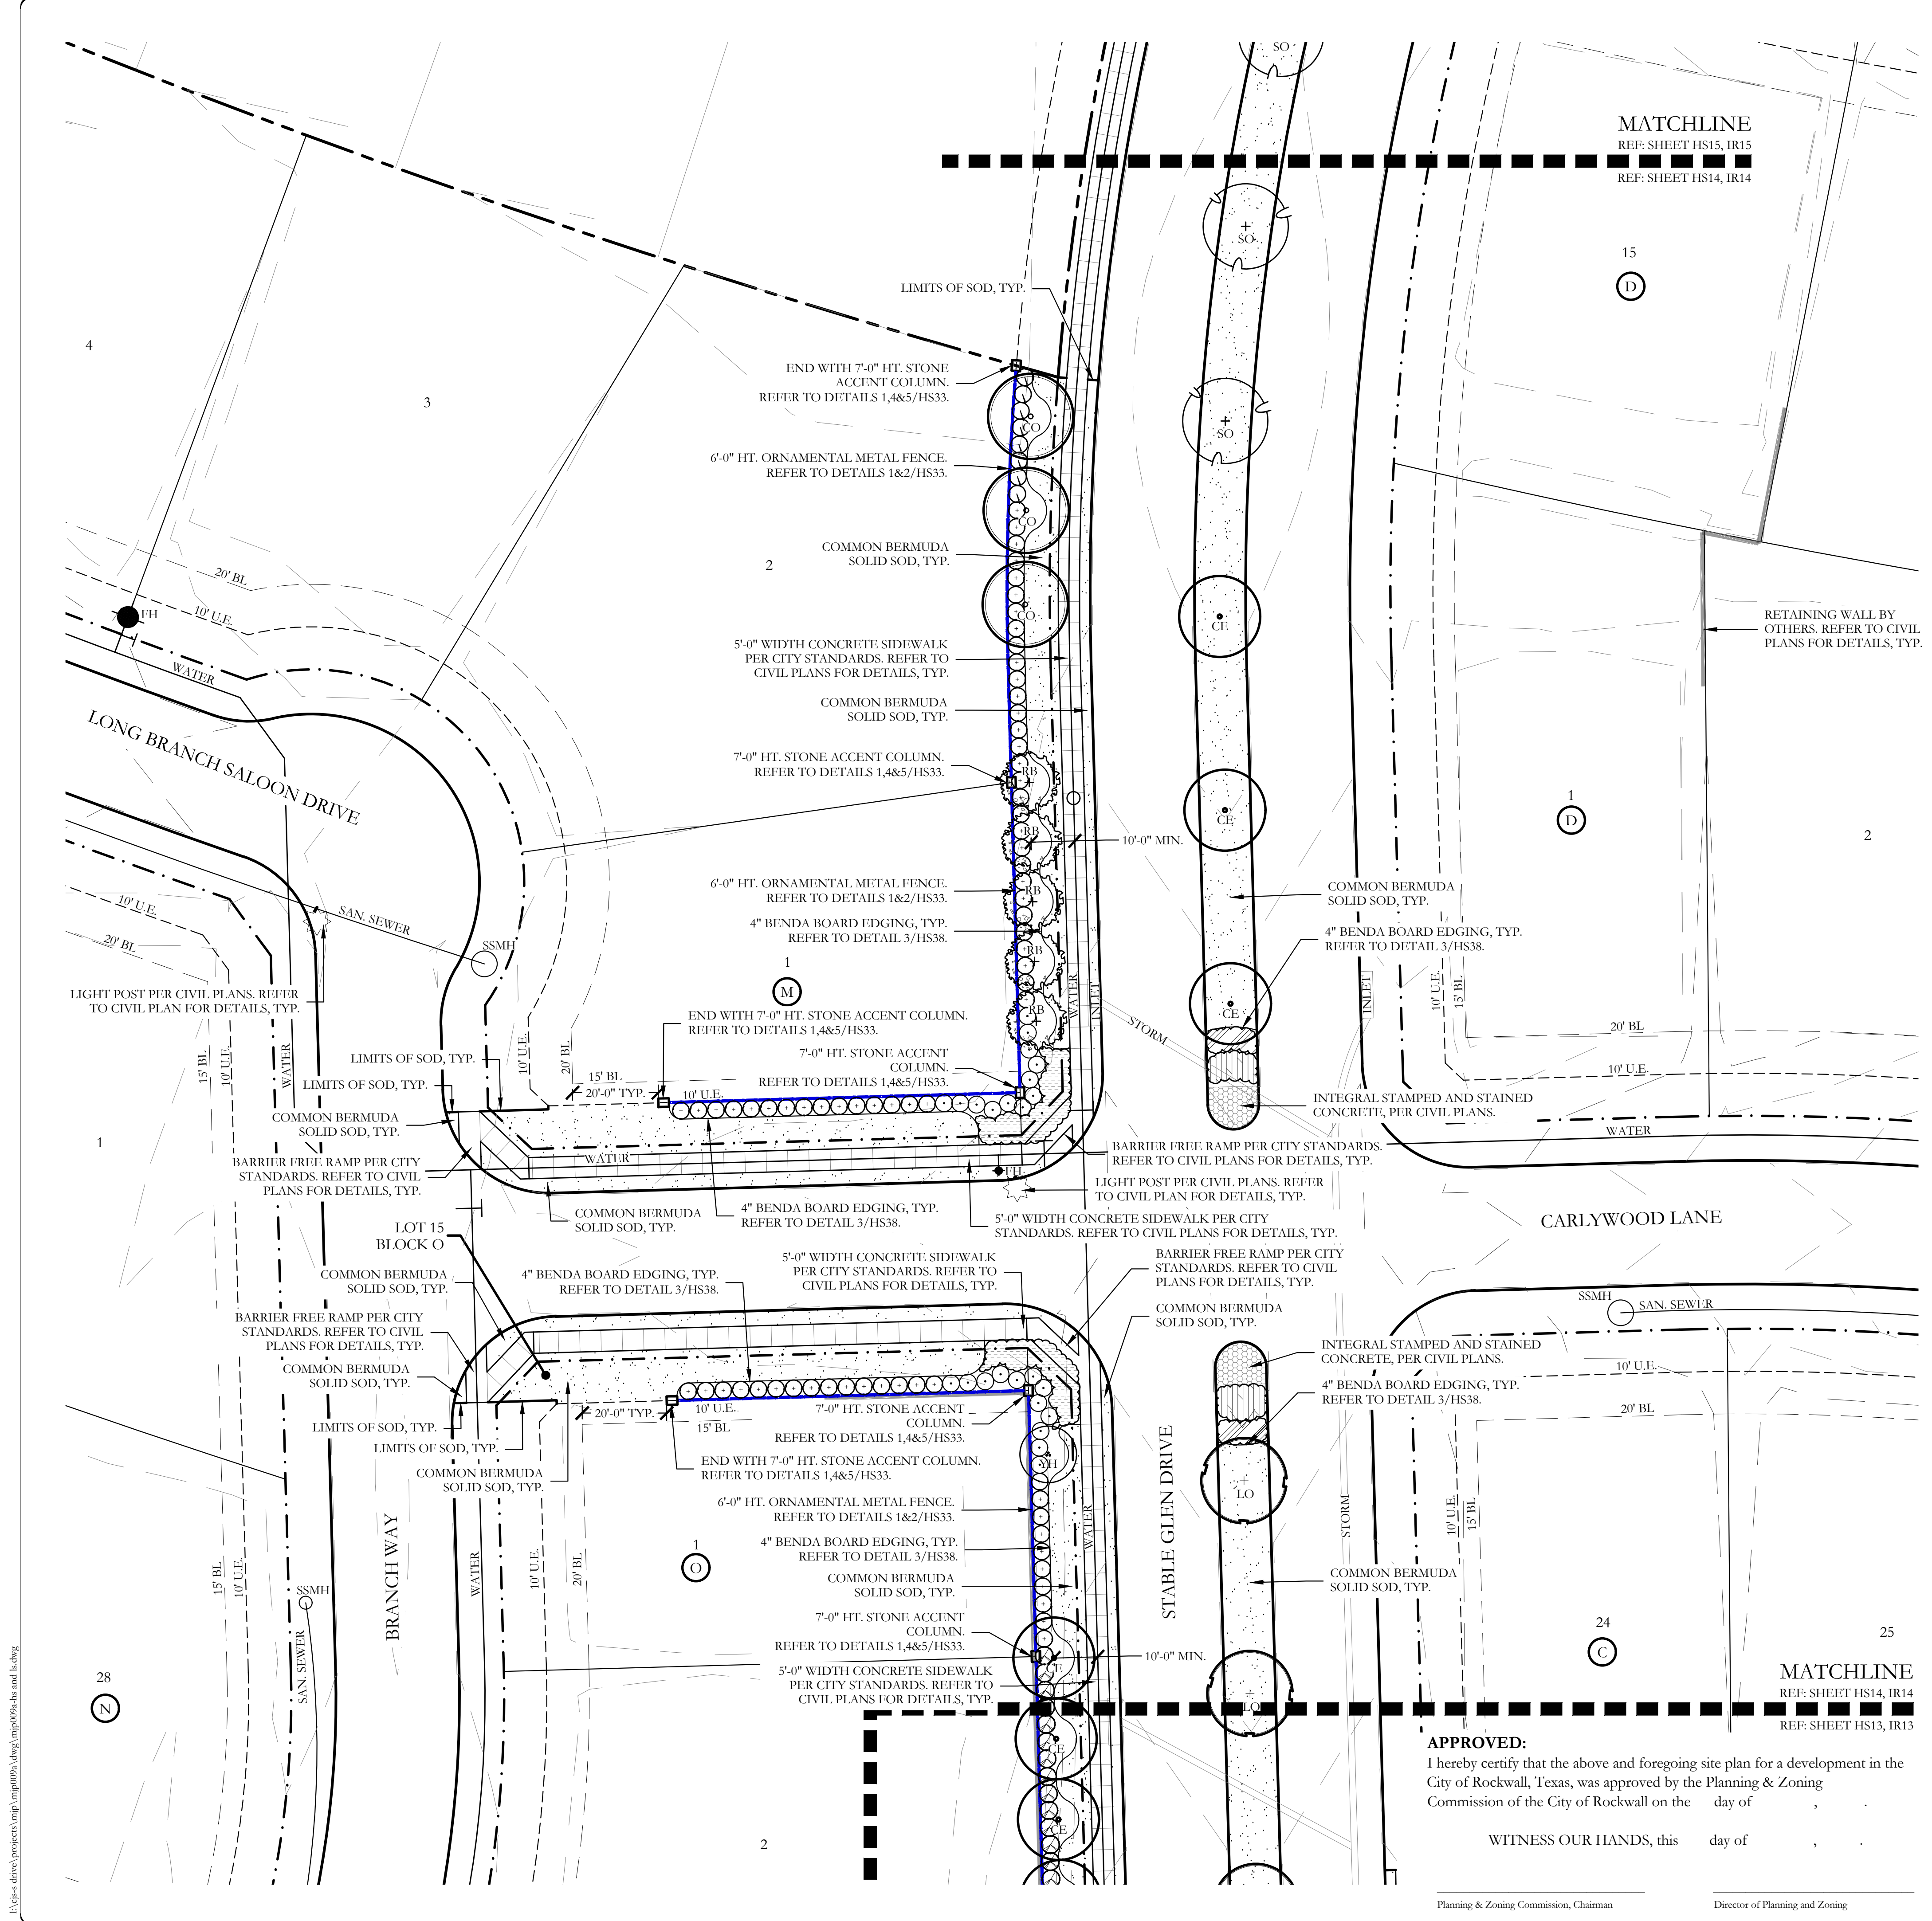 SO
MATCHLINE
REF: SHEET HS15, IR15
REF: SHEET HS14, IR14
SO
15
D
LIMITS OF SOD, TYP.
4
3
END WITH 7'-0" HT. STONE
ACCENT COLUMN.
REFER TO DETAILS 1,4&5/HS33.
CO
SO
6'-0" HT. ORNAMENTAL METAL FENCE.
REFER TO DETAILS 1&2/HS33.
CO
COMMON BERMUDA
SOLID SOD, TYP.
2
20' BL
10' U.E.
FH
CO
CE
RETAINING WALL BY
OTHERS. REFER TO CIVIL
PLANS FOR DETAILS, TYP.
5'-0" WIDTH CONCRETE SIDEWALK
PER CITY STANDARDS. REFER TO
CIVIL PLANS FOR DETAILS, TYP.
WATER
COMMON BERMUDA
SOLID SOD, TYP.
LONG BRANCH SALOON DRIVE
7'-0" HT. STONE ACCENT COLUMN.
REFER TO DETAILS 1,4&5/HS33.
RB
CE
1
D
2
RB
10'-0" MIN.
6'-0" HT. ORNAMENTAL METAL FENCE.
REFER TO DETAILS 1&2/HS33.
RB
COMMON BERMUDA
SOLID SOD, TYP.
10' U.E.
20' BL
SAN. SEWER
SSMH
4" BENDA BOARD EDGING, TYP.
REFER TO DETAIL 3/HS38.
RB
4" BENDA BOARD EDGING, TYP.
REFER TO DETAIL 3/HS38.
1
M
LIGHT POST PER CIVIL PLANS. REFER
TO CIVIL PLAN FOR DETAILS, TYP.
WATER
INLET
INLET
10' U.E.
15' BL
RB
CE
END WITH 7'-0" HT. STONE ACCENT COLUMN.
REFER TO DETAILS 1,4&5/HS33.
STORM
20' BL
15' BL
10' U.E.
WATER
LIMITS OF SOD, TYP.
10' U.E.
20' BL
7'-0" HT. STONE ACCENT
COLUMN.
REFER TO DETAILS 1,4&5/HS33.
10' U.E.
LIMITS OF SOD, TYP.
15' BL
20'-0" TYP.
10' U.E.
INTEGRAL STAMPED AND STAINED
CONCRETE, PER CIVIL PLANS.
COMMON BERMUDA
SOLID SOD, TYP.
1
WATER
BARRIER FREE RAMP PER CITY STANDARDS.
REFER TO CIVIL PLANS FOR DETAILS, TYP.
BARRIER FREE RAMP PER CITY
STANDARDS. REFER TO CIVIL
PLANS FOR DETAILS, TYP.
WATER
FH
LIGHT POST PER CIVIL PLANS. REFER
TO CIVIL PLAN FOR DETAILS, TYP.
COMMON BERMUDA
SOLID SOD, TYP.
4" BENDA BOARD EDGING, TYP.
REFER TO DETAIL 3/HS38.
5'-0" WIDTH CONCRETE SIDEWALK PER CITY
STANDARDS. REFER TO CIVIL PLANS FOR DETAILS, TYP.
CARLYWOOD LANE
LOT 15
BLOCK O
5'-0" WIDTH CONCRETE SIDEWALK
PER CITY STANDARDS. REFER TO
CIVIL PLANS FOR DETAILS, TYP.
BARRIER FREE RAMP PER CITY
STANDARDS. REFER TO CIVIL
PLANS FOR DETAILS, TYP.
COMMON BERMUDA
SOLID SOD, TYP.
4" BENDA BOARD EDGING, TYP.
REFER TO DETAIL 3/HS38.
SSMH
SAN. SEWER
COMMON BERMUDA
SOLID SOD, TYP.
BARRIER FREE RAMP PER CITY
STANDARDS. REFER TO CIVIL
PLANS FOR DETAILS, TYP.
INTEGRAL STAMPED AND STAINED
CONCRETE, PER CIVIL PLANS.
10' U.E.
COMMON BERMUDA
SOLID SOD, TYP.
4" BENDA BOARD EDGING, TYP.
REFER TO DETAIL 3/HS38.
20' BL
20'-0" TYP.
10' U.E.
15' BL
7'-0" HT. STONE ACCENT
COLUMN.
REFER TO DETAILS 1,4&5/HS33.
LIMITS OF SOD, TYP.
LIMITS OF SOD, TYP.
YH
END WITH 7'-0" HT. STONE ACCENT COLUMN.
REFER TO DETAILS 1,4&5/HS33.
COMMON BERMUDA
SOLID SOD, TYP.
LO
6'-0" HT. ORNAMENTAL METAL FENCE.
REFER TO DETAILS 1&2/HS33.
WATER
STABLE GLEN DRIVE
STORM
10' U.E.
15' BL
4" BENDA BOARD EDGING, TYP.
REFER TO DETAIL 3/HS38.
15' BL
10' U.E.
SSMH
BRANCH WAY
WATER
10' U.E.
20' BL
1
O
COMMON BERMUDA
SOLID SOD, TYP.
COMMON BERMUDA
SOLID SOD, TYP.
7'-0" HT. STONE ACCENT
COLUMN.
REFER TO DETAILS 1,4&5/HS33.
24
C
25
SAN. SEWER
CE
10'-0" MIN.
5'-0" WIDTH CONCRETE SIDEWALK
PER CITY STANDARDS. REFER TO
CIVIL PLANS FOR DETAILS, TYP.
28
N
LO
MATCHLINE
REF: SHEET HS14, IR14
REF: SHEET HS13, IR13
CE
CE
2
APPROVED:
I hereby certify that the above and foregoing site plan for a development in the
City of Rockwall, Texas, was approved by the Planning & Zoning
Commission of the City of Rockwall on the day of , .
WITNESS OUR HANDS, this day of , .
Planning & Zoning Commission, Chairman
Director of Planning and Zoning
l:\cjs-s drive\projects\mjp\mjp009a\dwg\mjp009a-hs and ls.dwg